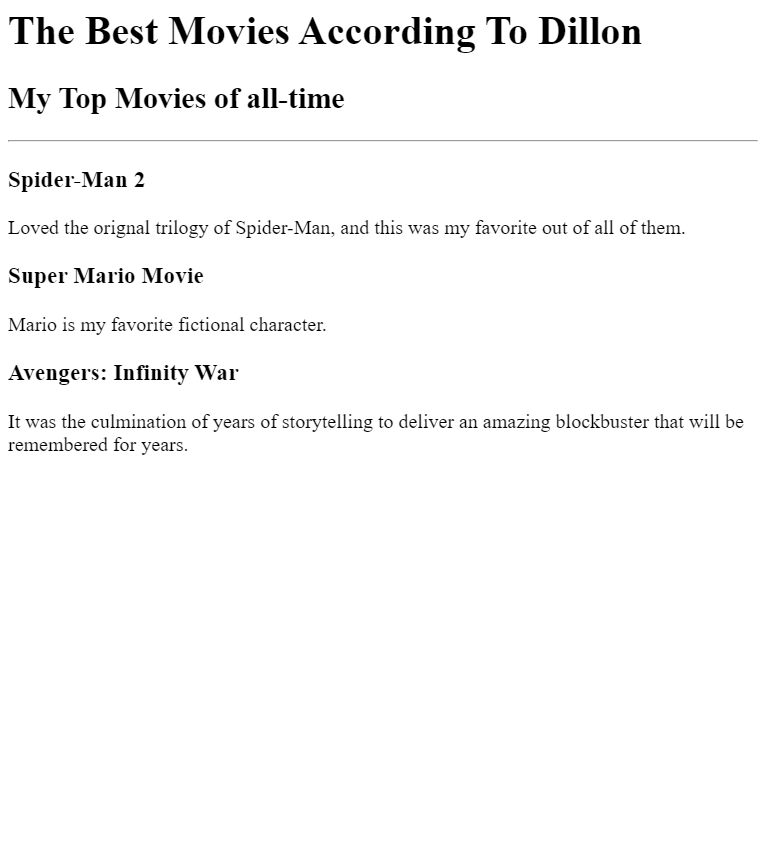 The Best Movies According To Dillon
My Top Movies of all-time
Spider-Man 2
Loved the orignal trilogy of Spider-Man, and this was my favorite out of all of them.
Super Mario Movie
Mario is my favorite fictional character.
Avengers: Infinity War
It was the culmination of years of storytelling to deliver an amazing blockbuster that will be
remembered for years.